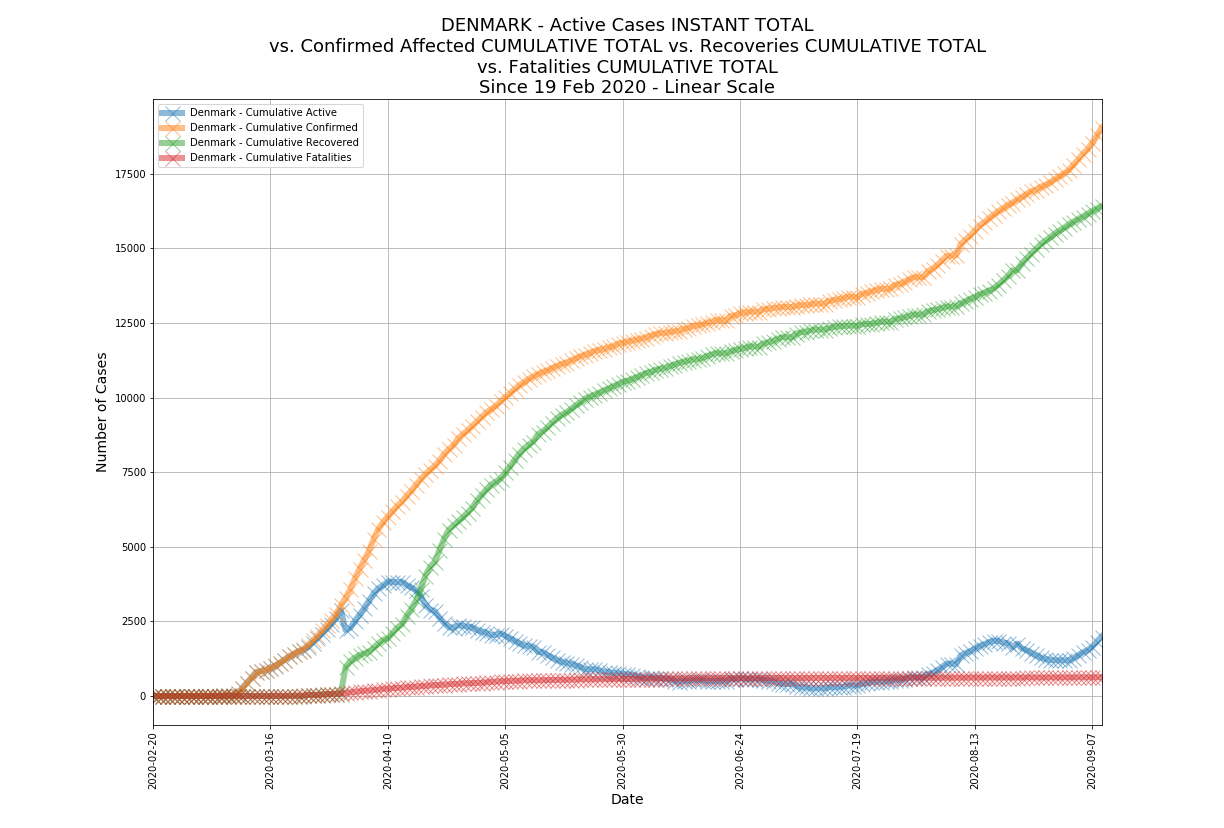 DENMARK - Active Cases INSTANT TOTAL
vs. Confirmed Affected CUMULATIVE TOTAL vs. Recoveries CUMULATIVE TOTAL
vs. Fatalities CUMULATIVE TOTAL
Since 19 Feb 2020 - Linear Scale
Denmark - Cumulative Active
Denmark - Cumulative Confirmed
Denmark - Cumulative Recovered
Denmark - Cumulative Fatalities
Number of Cases
17500
15000
12500
10000
7500
5000
2500
0
2020-02-20
2020-03-16
2020-04-10
2020-05-05
2020-05-30
2020-06-24
2020-07-19
2020-08-13
2020-09-07
Date